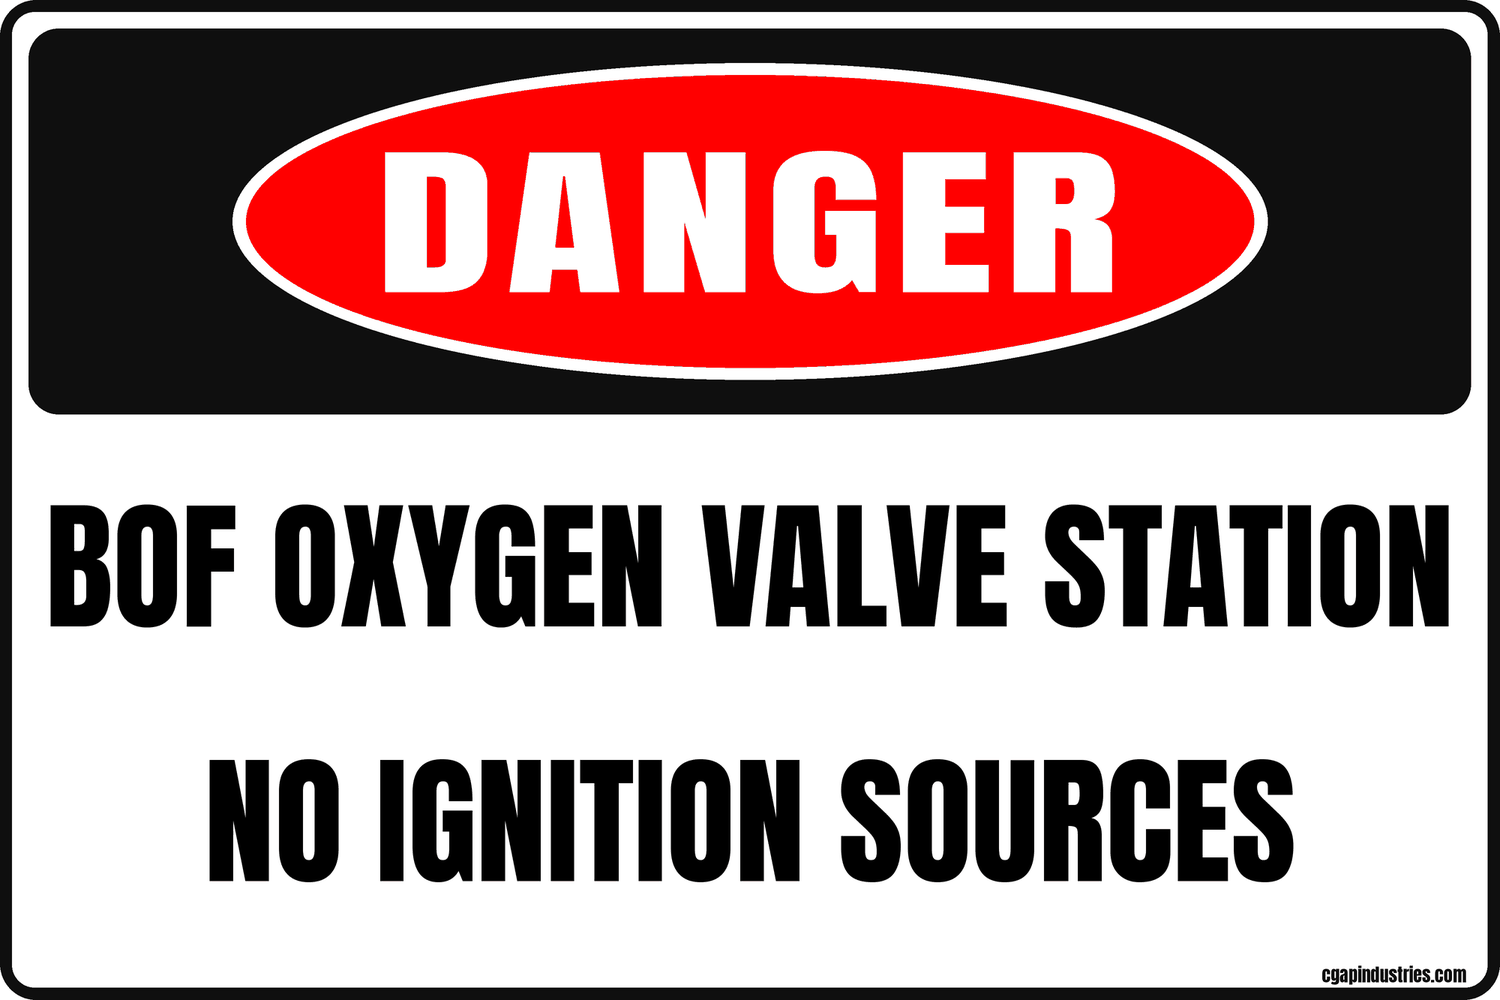 DANGER
BOF OXYGEN VALVE STATION
NO IGNITION SOURCES
cgapindustries.com